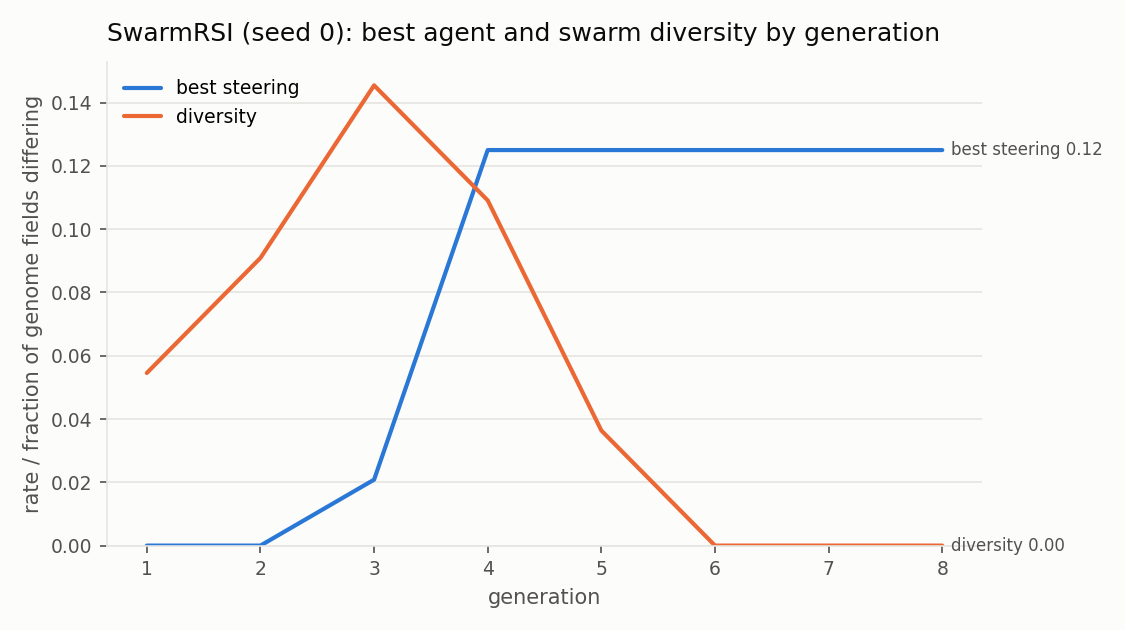 SwarmRSI (seed 0): best agent and swarm diversity by generation
best steering
diversity
rate / fraction of genome fields differing
0.14
0.12
0.10
0.08
0.06
0.04
0.02
0.00
best steering 0.12
diversity 0.00
1 2 3 4 5 6 7 8
generation